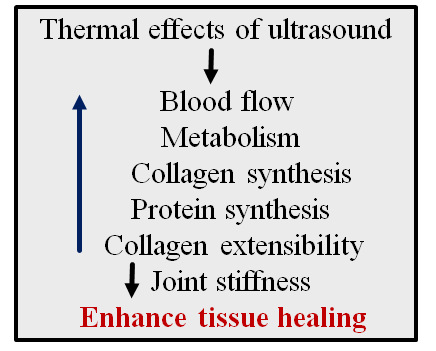 Thermal effects of ultrasound
Blood flow
Metabolism
Collagen synthesis
Protein synthesis
Collagen extensibility
Joint stiffness
Enhance tissue healing